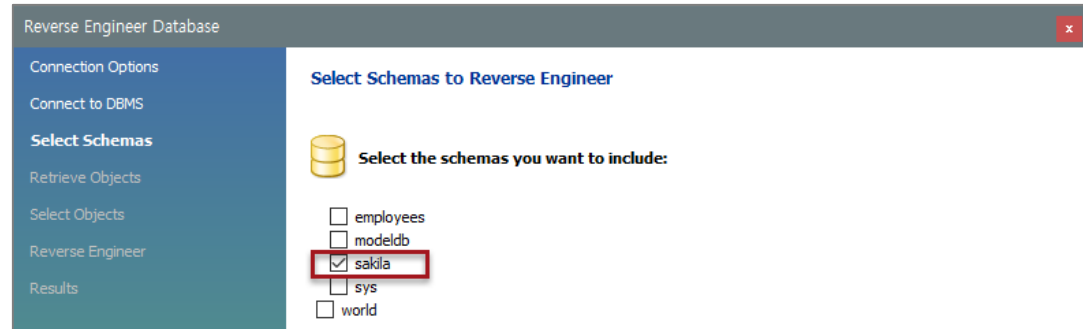 Reverse Engineer Database
x
Connection Options
Connect to DBMS
Select Schemas
Retrieve Objects
Select Objects
Reverse Engineer
Results
Select Schemas to Reverse Engineer
Select the schemas you want to include:
employees
modeldb
sakila
sys
world